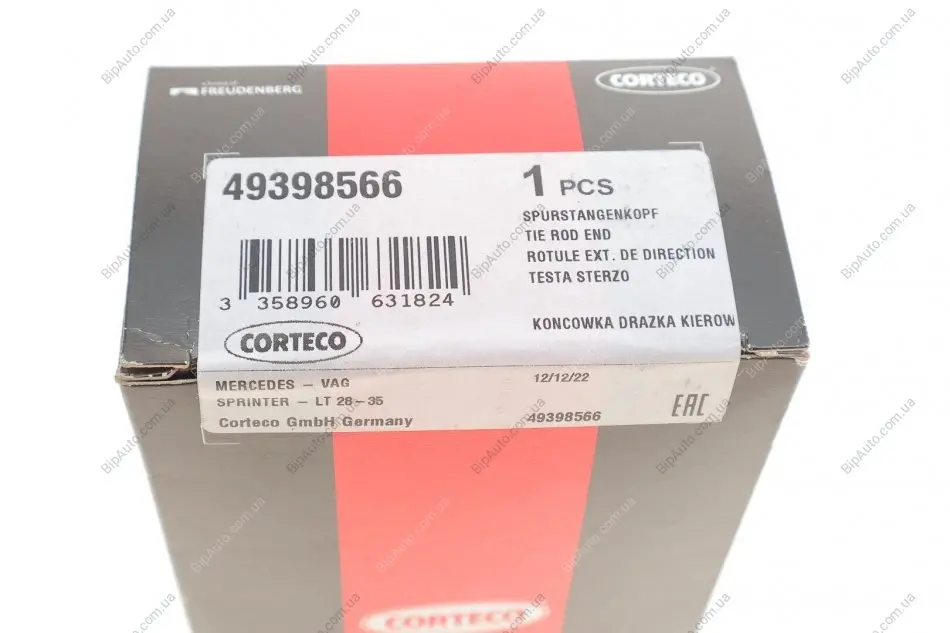 FREUDENBERG
CORTECO
49398566
1 PCS
SPURSTANGENKOPF
TIE ROD END
ROTULE EXT. DE DIRECTION
TESTA STERZO
3 358960 631824
KONCOWKA DRAZKA KIEROW
CORTECO
MERCEDES – VAG
12/12/22
SPRINTER – LT 28–35
EAC
Corteco GmbH Germany
49398566
CORTECO
BipAuto.com.ua